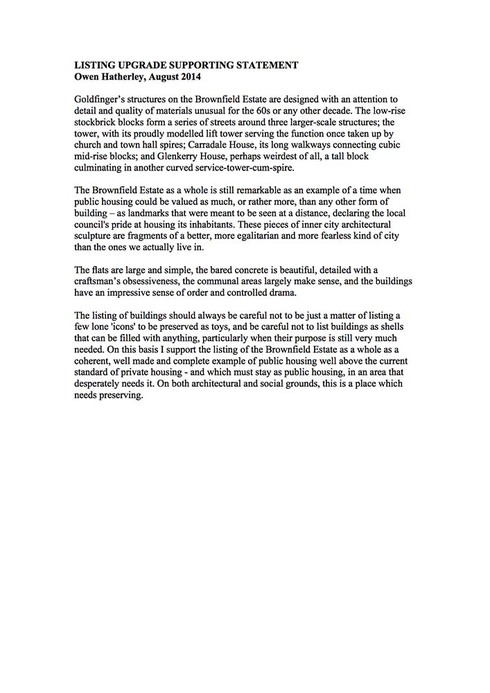 LISTING UPGRADE SUPPORTING STATEMENT
Owen Hatherley, August 2014
Goldfinger's structures on the Brownfield Estate are designed with an attention to
detail and quality of materials unusual for the 60s or any other decade. The low-rise
stockbrick blocks form a series of streets around three larger-scale structures; the
tower, with its proudly modelled lift tower serving the function once taken up by
church and town hall spires; Carradale House, its long walkways connecting cubic
mid-rise blocks; and Glenkerry House, perhaps weirdest of all, a tall block
culminating in another curved service-tower-cum-spire.
The Brownfield Estate as a whole is still remarkable as an example of a time when
public housing could be valued as much, or rather more, than any other form of
building – as landmarks that were meant to be seen at a distance, declaring the local
council's pride at housing its inhabitants. These pieces of inner city architectural
sculpture are fragments of a better, more egalitarian and more fearless kind of city
than the ones we actually live in.
The flats are large and simple, the bared concrete is beautiful, detailed with a
craftsman's obsessiveness, the communal areas largely make sense, and the buildings
have an impressive sense of order and controlled drama.
The listing of buildings should always be careful not to be just a matter of listing a
few lone 'icons' to be preserved as toys, and be careful not to list buildings as shells
that can be filled with anything, particularly when their purpose is still very much
needed. On this basis I support the listing of the Brownfield Estate as a whole as a
coherent, well made and complete example of public housing well above the current
standard of private housing - and which must stay as public housing, in an area that
desperately needs it. On both architectural and social grounds, this is a place which
needs preserving.